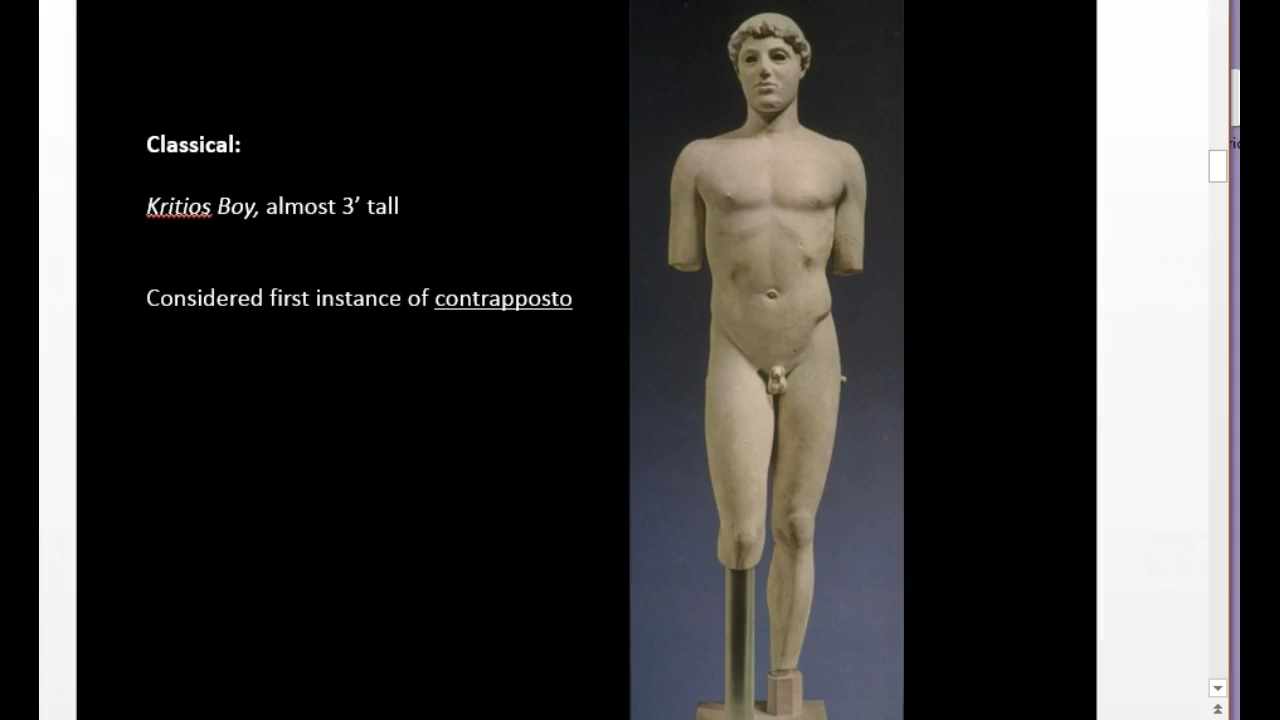 Classical:
Kritios Boy, almost 3’ tall
Considered first instance of contrapposto